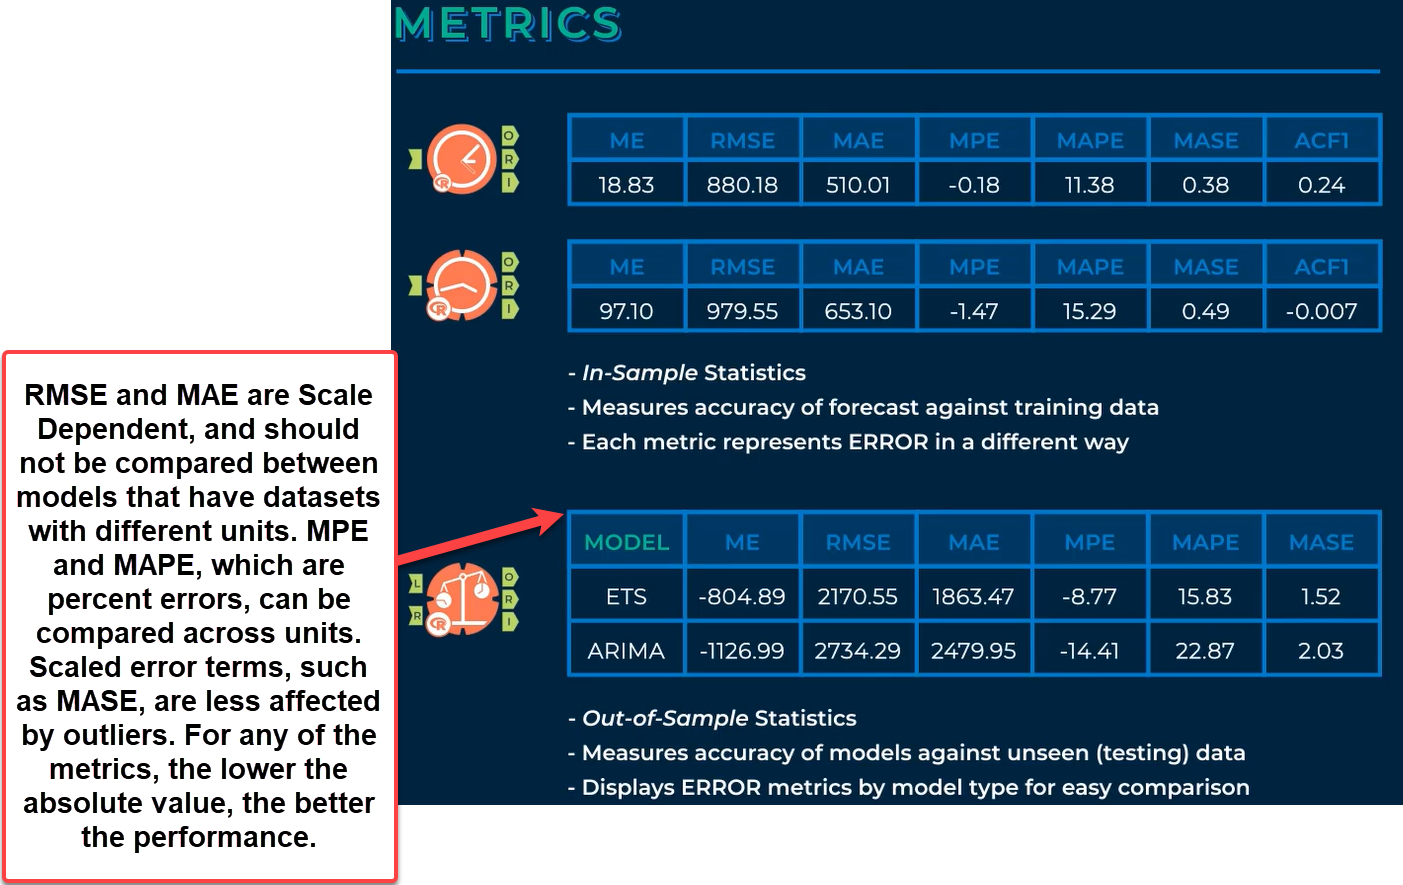 METRICS
O
R
I
ME RMSE MAE MPE MAPE MASE ACF1
18.83 880.18 510.01 -0.18 11.38 0.38 0.24
R
O
R
I
ME RMSE MAE MPE MAPE MASE ACF1
97.10 979.55 653.10 -1.47 15.29 0.49 -0.007
R
- In-Sample Statistics
- Measures accuracy of forecast against training data
- Each metric represents ERROR in a different way
RMSE and MAE are Scale
Dependent, and should
not be compared between
models that have datasets
with different units. MPE
and MAPE, which are
percent errors, can be
compared across units.
Scaled error terms, such
as MASE, are less affected
by outliers. For any of the
metrics, the lower the
absolute value, the better
the performance.
L
R
O
R
I
R
MODEL ME RMSE MAE MPE MAPE MASE
ETS -804.89 2170.55 1863.47 -8.77 15.83 1.52
ARIMA -1126.99 2734.29 2479.95 -14.41 22.87 2.03
- Out-of-Sample Statistics
- Measures accuracy of models against unseen (testing) data
- Displays ERROR metrics by model type for easy comparison